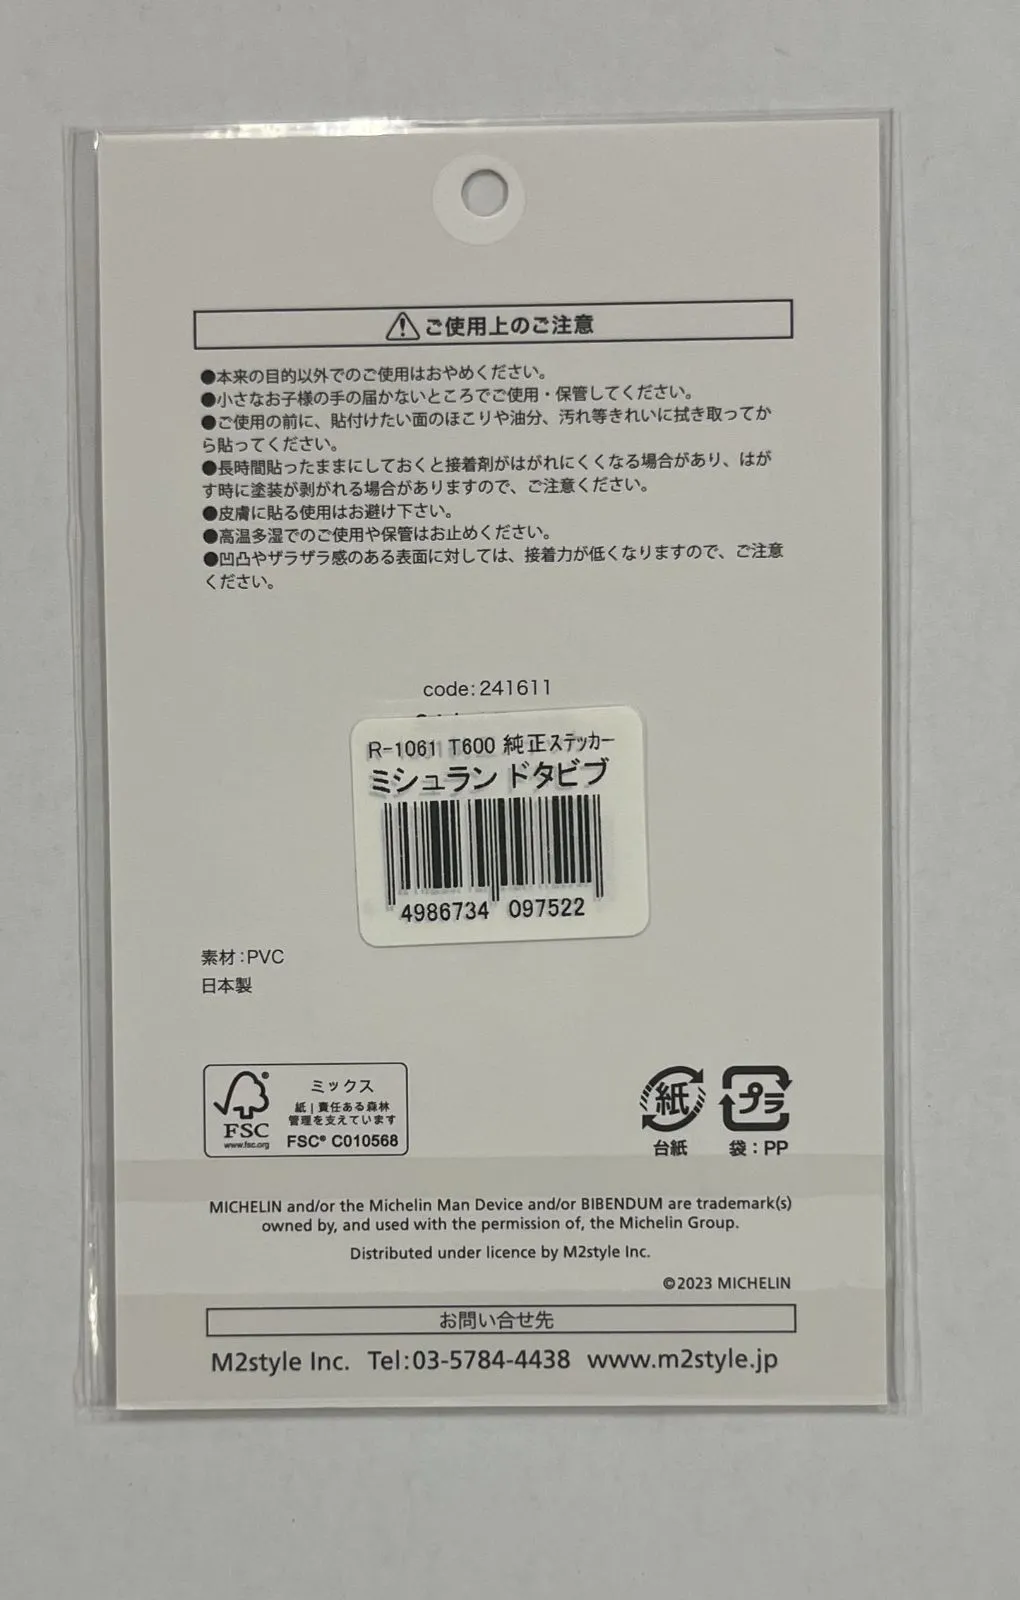 ご使用上のご注意
●本来の目的以外でのご使用はおやめください。
●小さなお子様の手の届かないところでご使用・保管してください。
●ご使用の前に、貼付けたい面のほこりや油分、汚れ等きれいに拭き取ってか
ら貼ってください。
●長時間貼ったままにしておくと接着剤がはがれにくくなる場合があり、はが
す時に塗装が剥がれる場合がありますので、ご注意ください。
●皮膚に貼る使用はお避け下さい。
●高温多湿でのご使用や保管はお止めください。
●凹凸やザラザラ感のある表面に対しては、接着力が低くなりますので、ご注意
ください。
code:241611
R-1061 T600 純正ステッカー
ミシュラン ドタビブ
4986734 097522
素材:PVC
日本製
FSC
www.fsc.org
ミックス
紙 | 責任ある森林
管理を支えています
FSC® C010568
紙
台紙
プラ
袋:PP
MICHELIN and/or the Michelin Man Device and/or BIBENDUM are trademark(s)
owned by, and used with the permission of, the Michelin Group.
Distributed under licence by M2style Inc.
©2023 MICHELIN
お問い合せ先
M2style Inc. Tel:03-5784-4438 www.m2style.jp